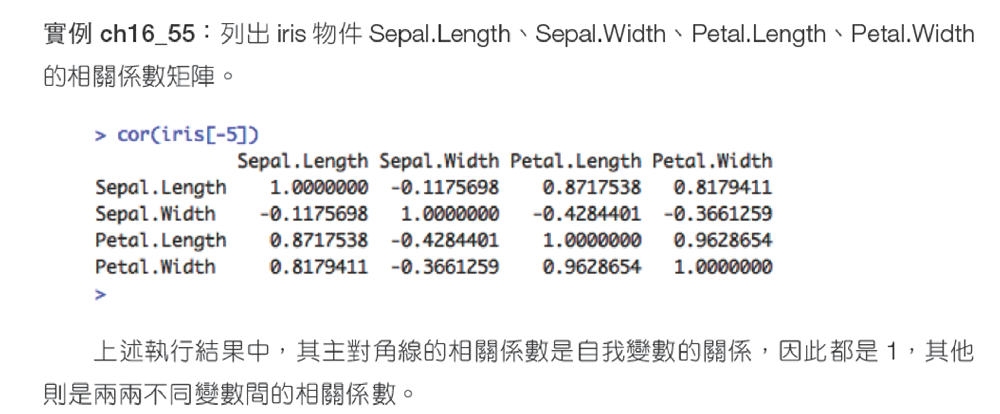 實例 ch16_55：列出 iris 物件 Sepal.Length、Sepal.Width、Petal.Length、Petal.Width
的相關係數矩陣。
> cor(iris[-5])
Sepal.Length Sepal.Width Petal.Length Petal.Width
Sepal.Length 1.0000000 -0.1175698 0.8717538 0.8179411
Sepal.Width -0.1175698 1.0000000 -0.4284401 -0.3661259
Petal.Length 0.8717538 -0.4284401 1.0000000 0.9628654
Petal.Width 0.8179411 -0.3661259 0.9628654 1.0000000
>
上述執行結果中，其主對角線的相關係數是自我變數的關係，因此都是 1，其他
則是兩兩不同變數間的相關係數。